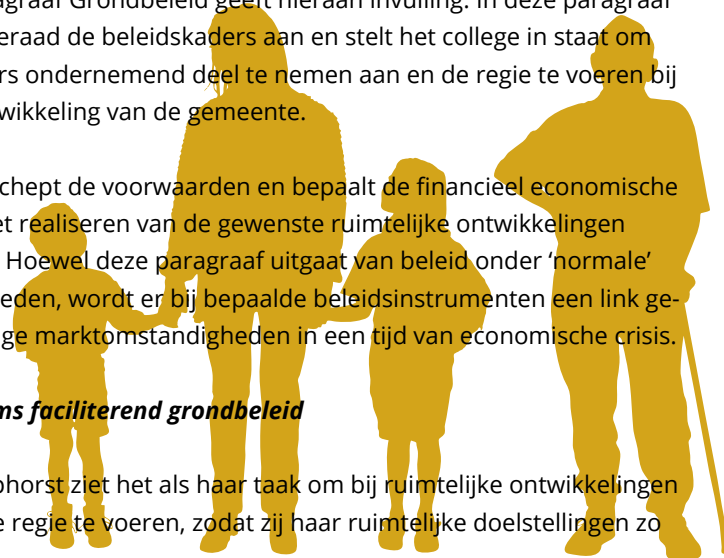 agraaf Grondbeleid geeft hieraan invulling. In deze paragraaf
eraad de beleidskaders aan en stelt het college in staat om
rs ondernemend deel te nemen aan en de regie te voeren bij
wikkeling van de gemeente.
chept de voorwaarden en bepaalt de financieel economische
et realiseren van de gewenste ruimtelijke ontwikkelingen
Hoewel deze paragraaf uitgaat van beleid onder ‘normale’
eden, wordt er bij bepaalde beleidsinstrumenten een link ge-
ge marktomstandigheden in een tijd van economische crisis.
ms faciliterend grondbeleid
phorst ziet het als haar taak om bij ruimtelijke ontwikkelingen
e regie te voeren, zodat zij haar ruimtelijke doelstellingen zo